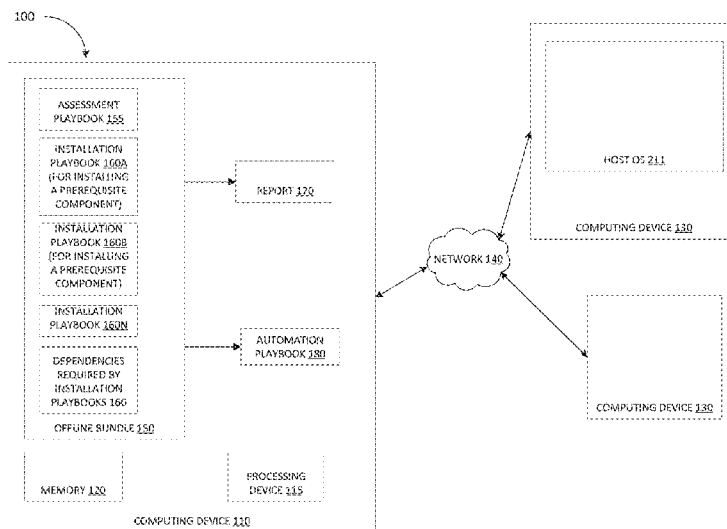 100
ASSESSMENT
PLAYBOOK 155
INSTALLATION
PLAYBOOK 160A
(FOR INSTALLING
A PREREQUISITE
COMPONENT)
INSTALLATION
PLAYBOOK 160B
(FOR INSTALLING
A PREREQUISITE
COMPONENT)
INSTALLATION
PLAYBOOK 160N
DEPENDENCIES
REQUIRED BY
INSTALLATION
PLAYBOOKS 166
OFFLINE BUNDLE 150
REPORT 170
AUTOMATION
PLAYBOOK 180
MEMORY 120
PROCESSING
DEVICE 115
COMPUTING DEVICE 110
NETWORK 140
HOST OS 211
COMPUTING DEVICE 130
COMPUTING DEVICE 130